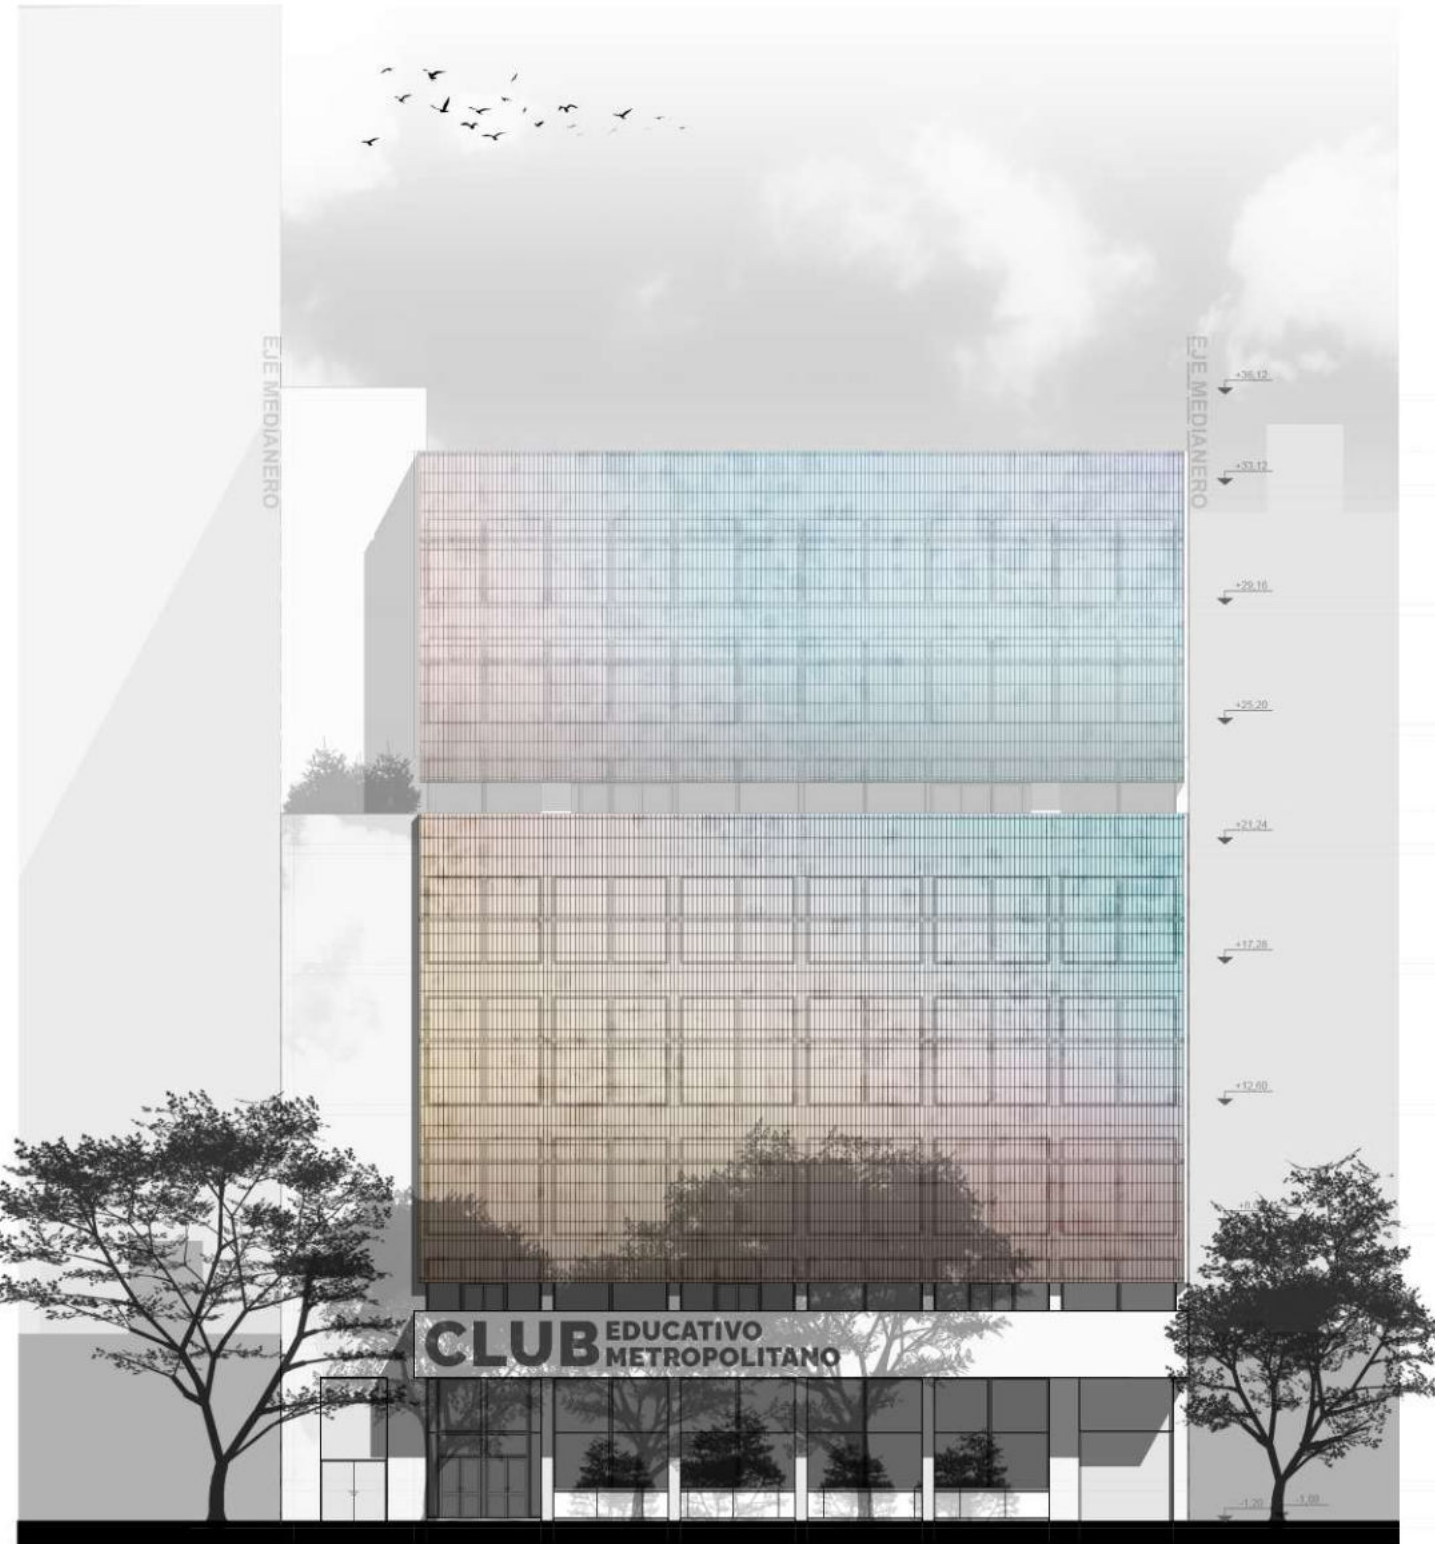 EJE MEDIANERO
EJE MEDIANERO
+36,12
+33,12
+29,16
+25,20
+21,24
+17,28
+12,60
CLUB EDUCATIVO
METROPOLITANO
-1,20
-1,00